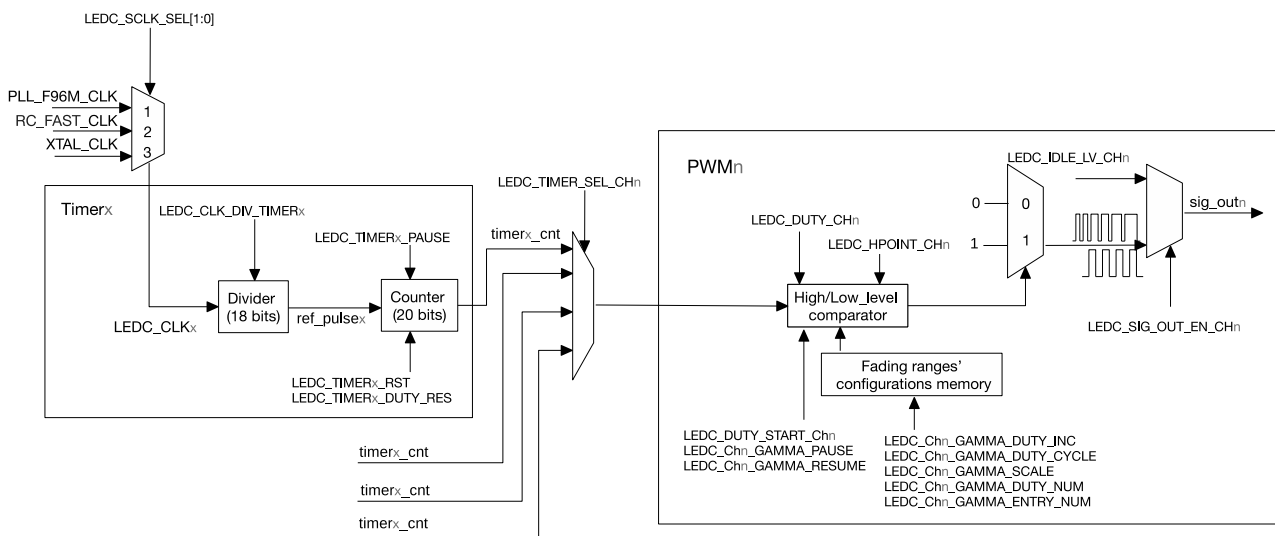 LEDC_SCLK_SEL[1:0]
PLL_F96M_CLK
RC_FAST_CLK
XTAL_CLK
1
2
3
Timerx
LEDC_CLK_DIV_TIMERx
LEDC_TIMERx_PAUSE
Divider
(18 bits)
Counter
(20 bits)
LEDC_CLKx
ref_pulsex
LEDC_TIMERx_RST
LEDC_TIMERx_DUTY_RES
LEDC_TIMER_SEL_CHn
timerx_cnt
timerx_cnt
timerx_cnt
timerx_cnt
PWMn
LEDC_DUTY_CHn
LEDC_HPOINT_CHn
High/Low_level
comparator
Fading ranges'
configurations memory
LEDC_DUTY_START_Chn
LEDC_Chn_GAMMA_PAUSE
LEDC_Chn_GAMMA_RESUME
LEDC_Chn_GAMMA_DUTY_INC
LEDC_Chn_GAMMA_DUTY_CYCLE
LEDC_Chn_GAMMA_SCALE
LEDC_Chn_GAMMA_DUTY_NUM
LEDC_Chn_GAMMA_ENTRY_NUM
0
0
1
1
LEDC_IDLE_LV_CHn
sig_outn
LEDC_SIG_OUT_EN_CHn